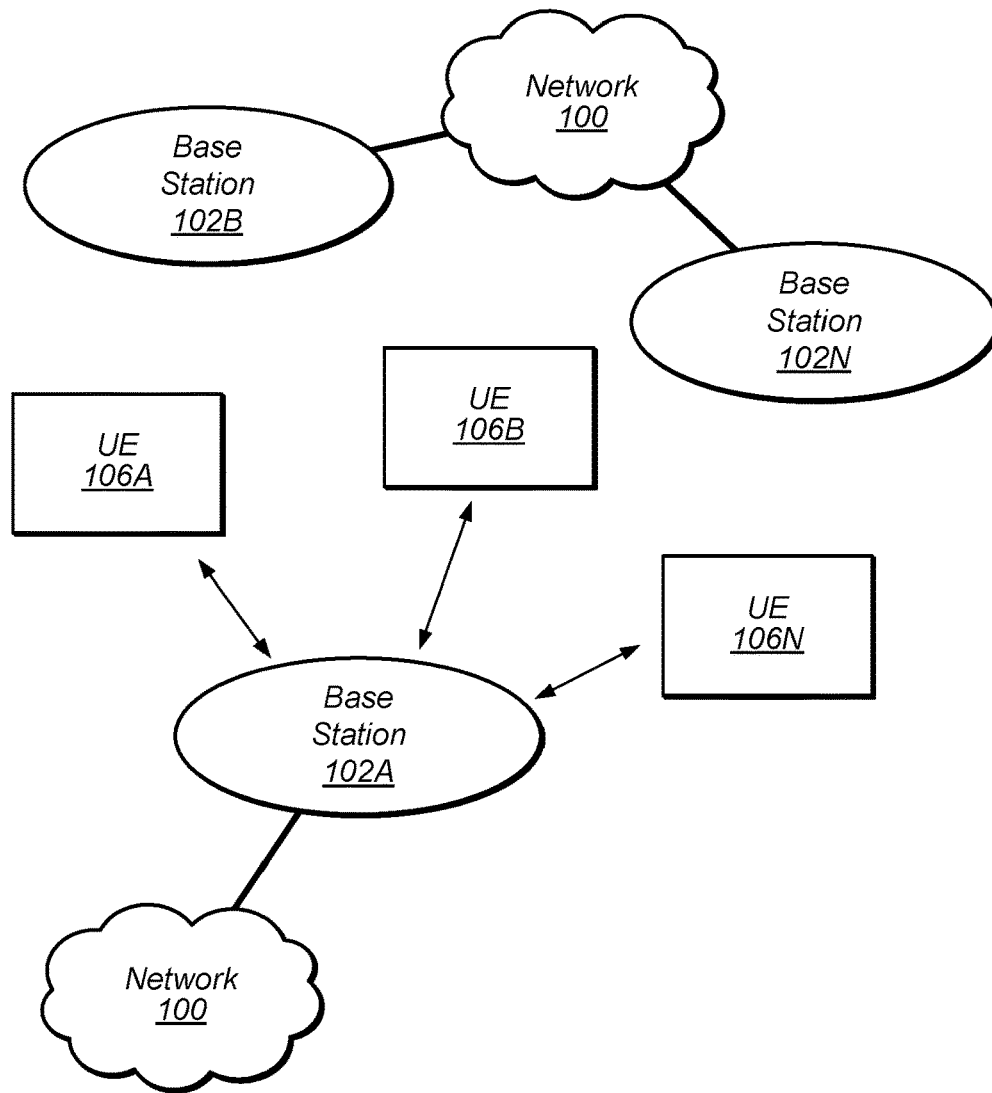 Network
100
Base
Station
102B
Base
Station
102N
UE
106B
UE
106A
UE
106N
Base
Station
102A
Network
100